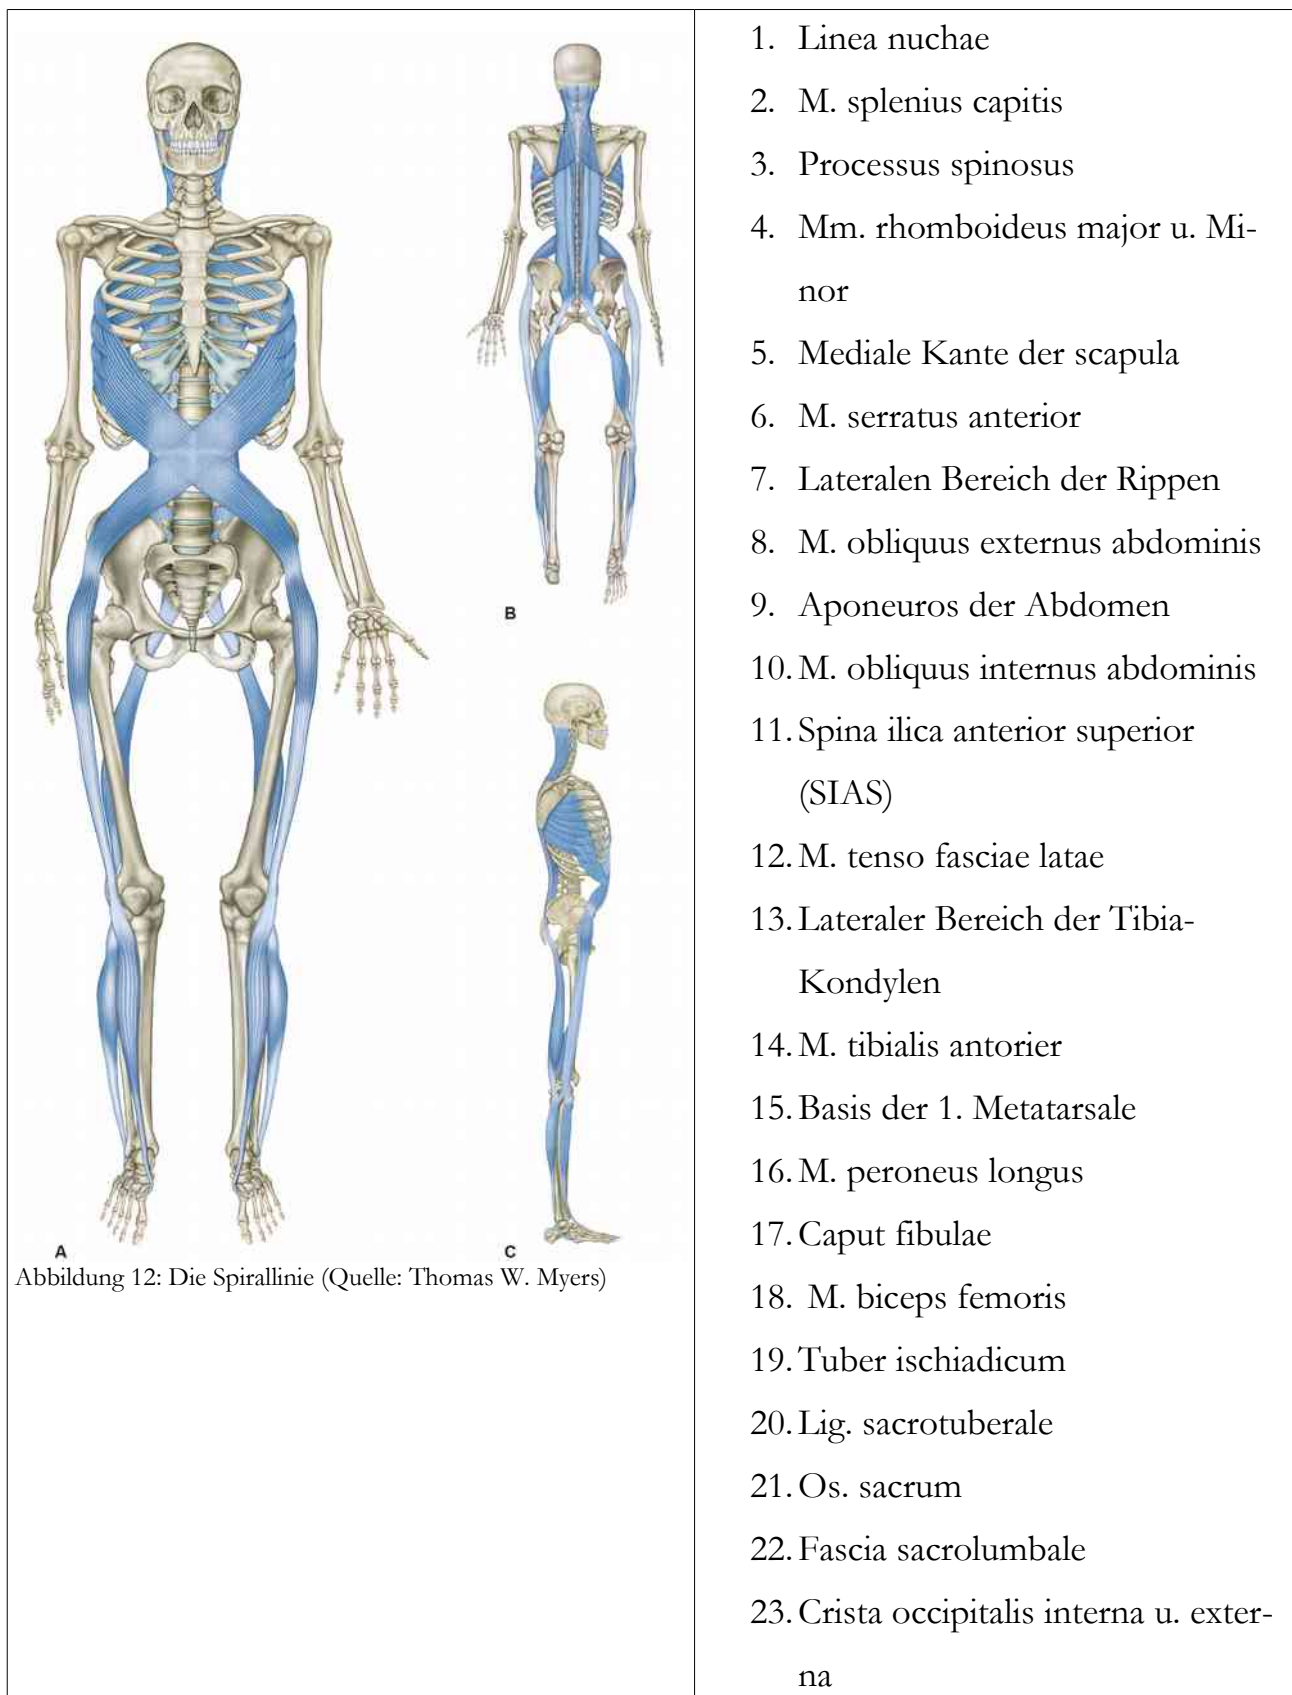 1. Linea nuchae
2. M. splenius capitis
3. Processus spinosus
4. Mm. rhomboideus major u. Mi-
nor
5. Mediale Kante der scapula
6. M. serratus anterior
7. Lateralen Bereich der Rippen
8. M. obliquus externus abdominis
9. Aponeuros der Abdomen
10. M. obliquus internus abdominis
11. Spina ilica anterior superior
(SIAS)
12. M. tenso fasciae latae
13. Lateraler Bereich der Tibia-
Kondylen
14. M. tibialis antorier
15. Basis der 1. Metatarsale
16. M. peroneus longus
17. Caput fibulae
18. M. biceps femoris
19. Tuber ischiadicum
20. Lig. sacrotuberale
21. Os. sacrum
22. Fascia sacrolumbale
23. Crista occipitalis interna u. exter-
na
B
A
C
Abbildung 12: Die Spirallinie (Quelle: Thomas W. Myers)